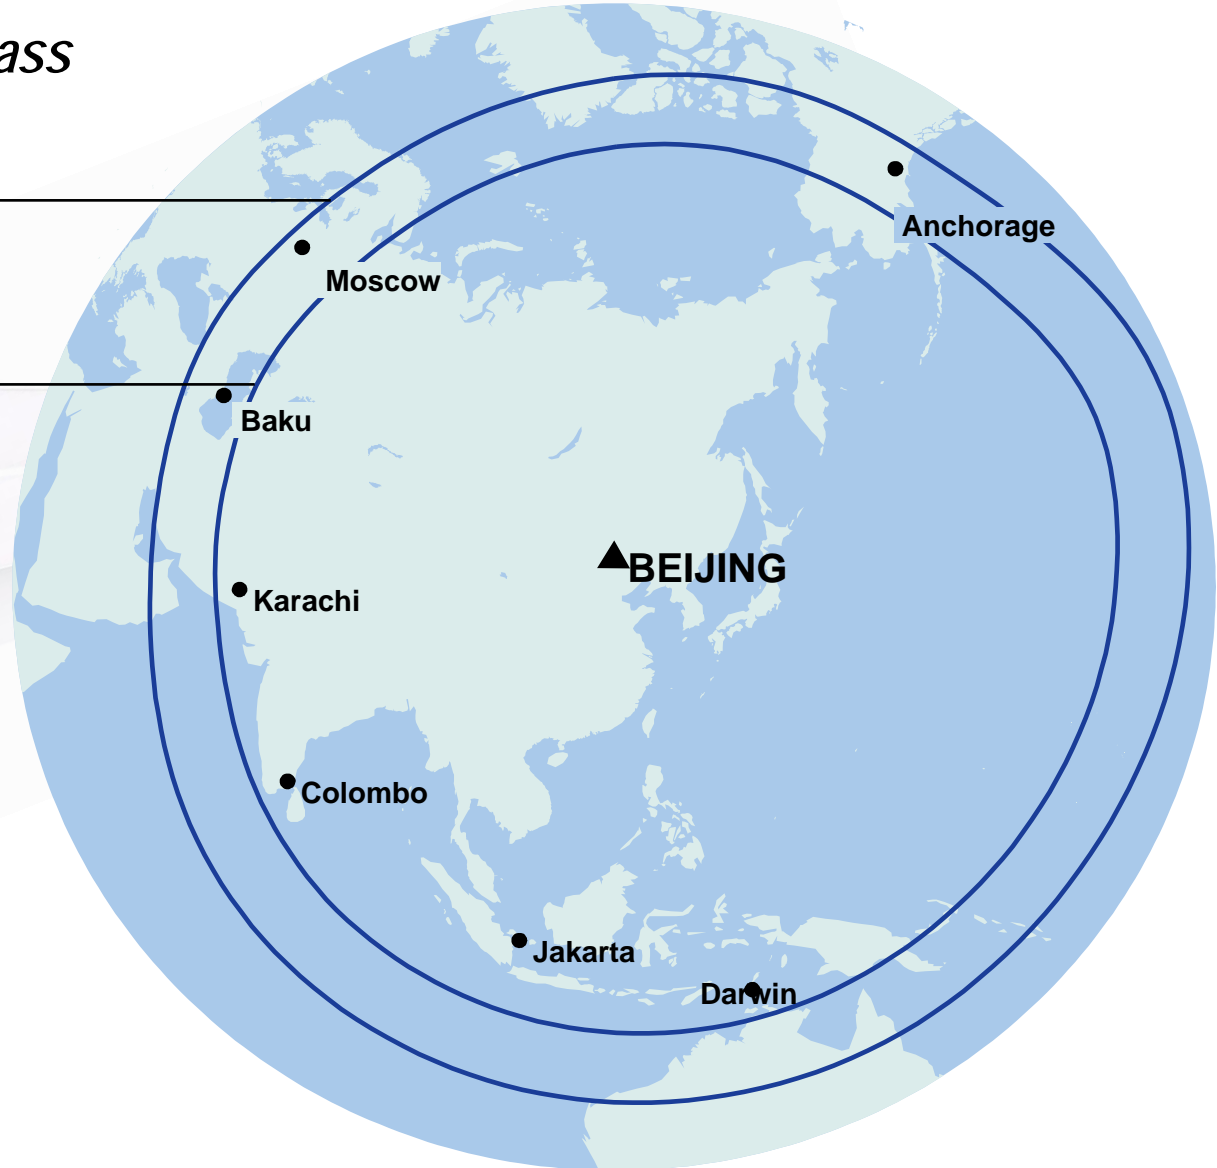 ass
Anchorage
Moscow
Baku
BEIJING
Karachi
Colombo
Jakarta
Darwin